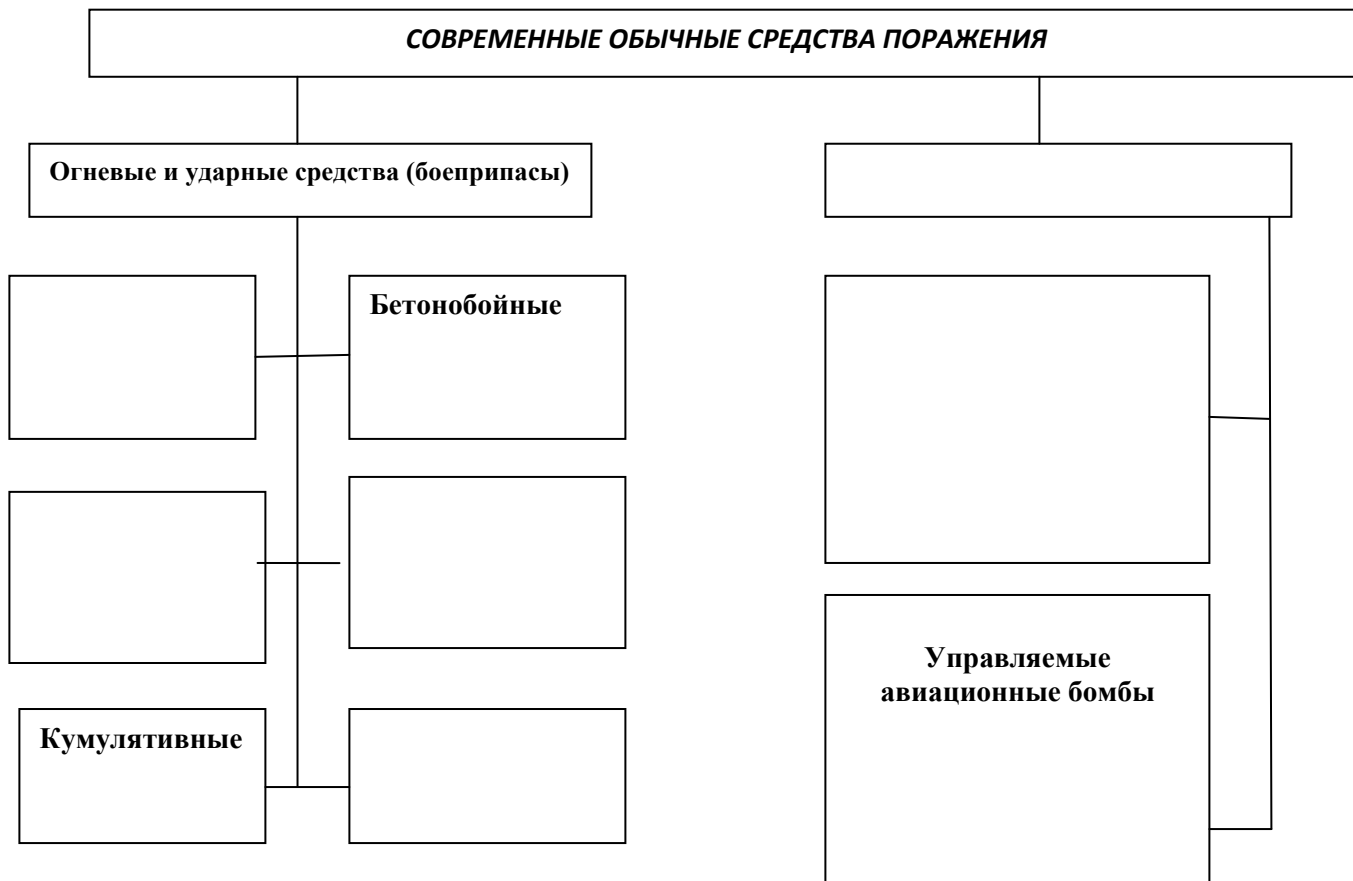 СОВРЕМЕННЫЕ ОБЫЧНЫЕ СРЕДСТВА ПОРАЖЕНИЯ
Огневые и ударные средства (боеприпасы)
Бетонобойные
Кумулятивные
Управляемые
авиационные бомбы